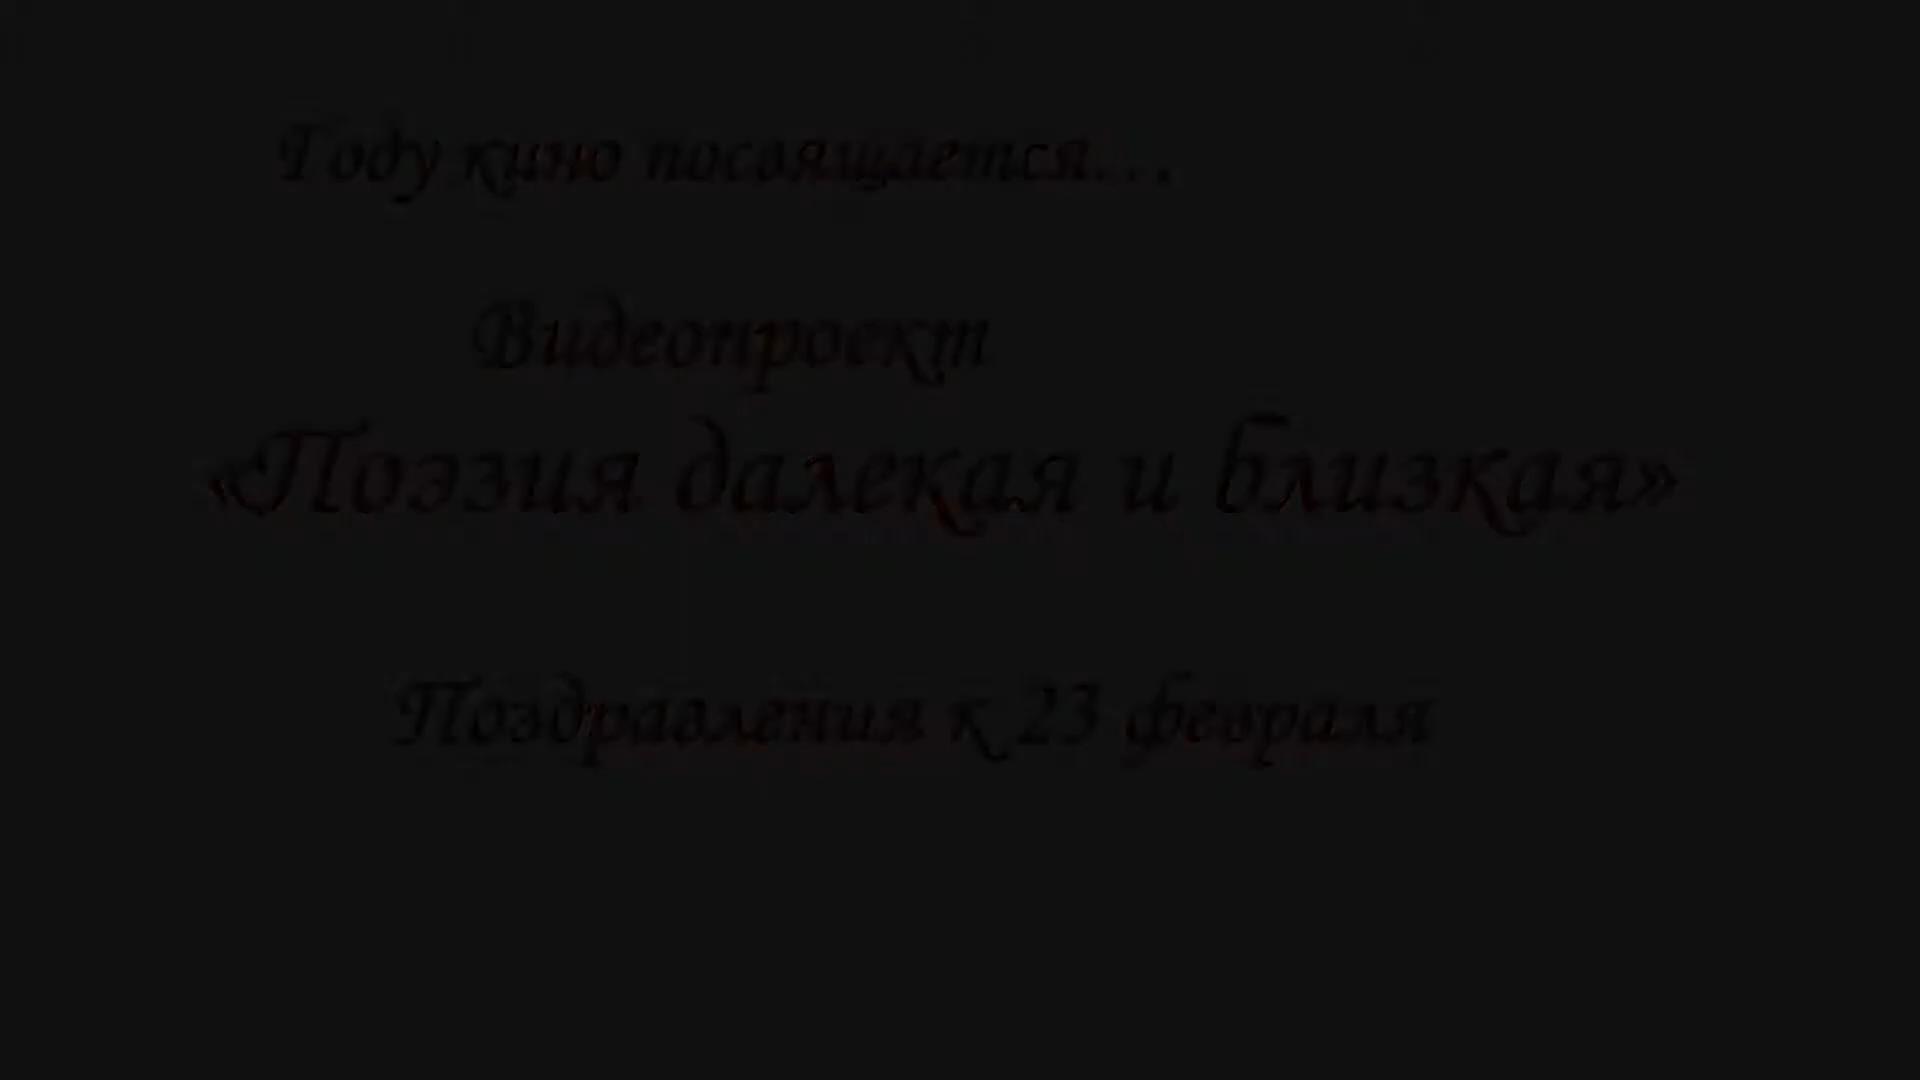 Году кино посвящается...
Видеопроект
«Поэзия далекая и близкая»
Поздравления к 23 февраля